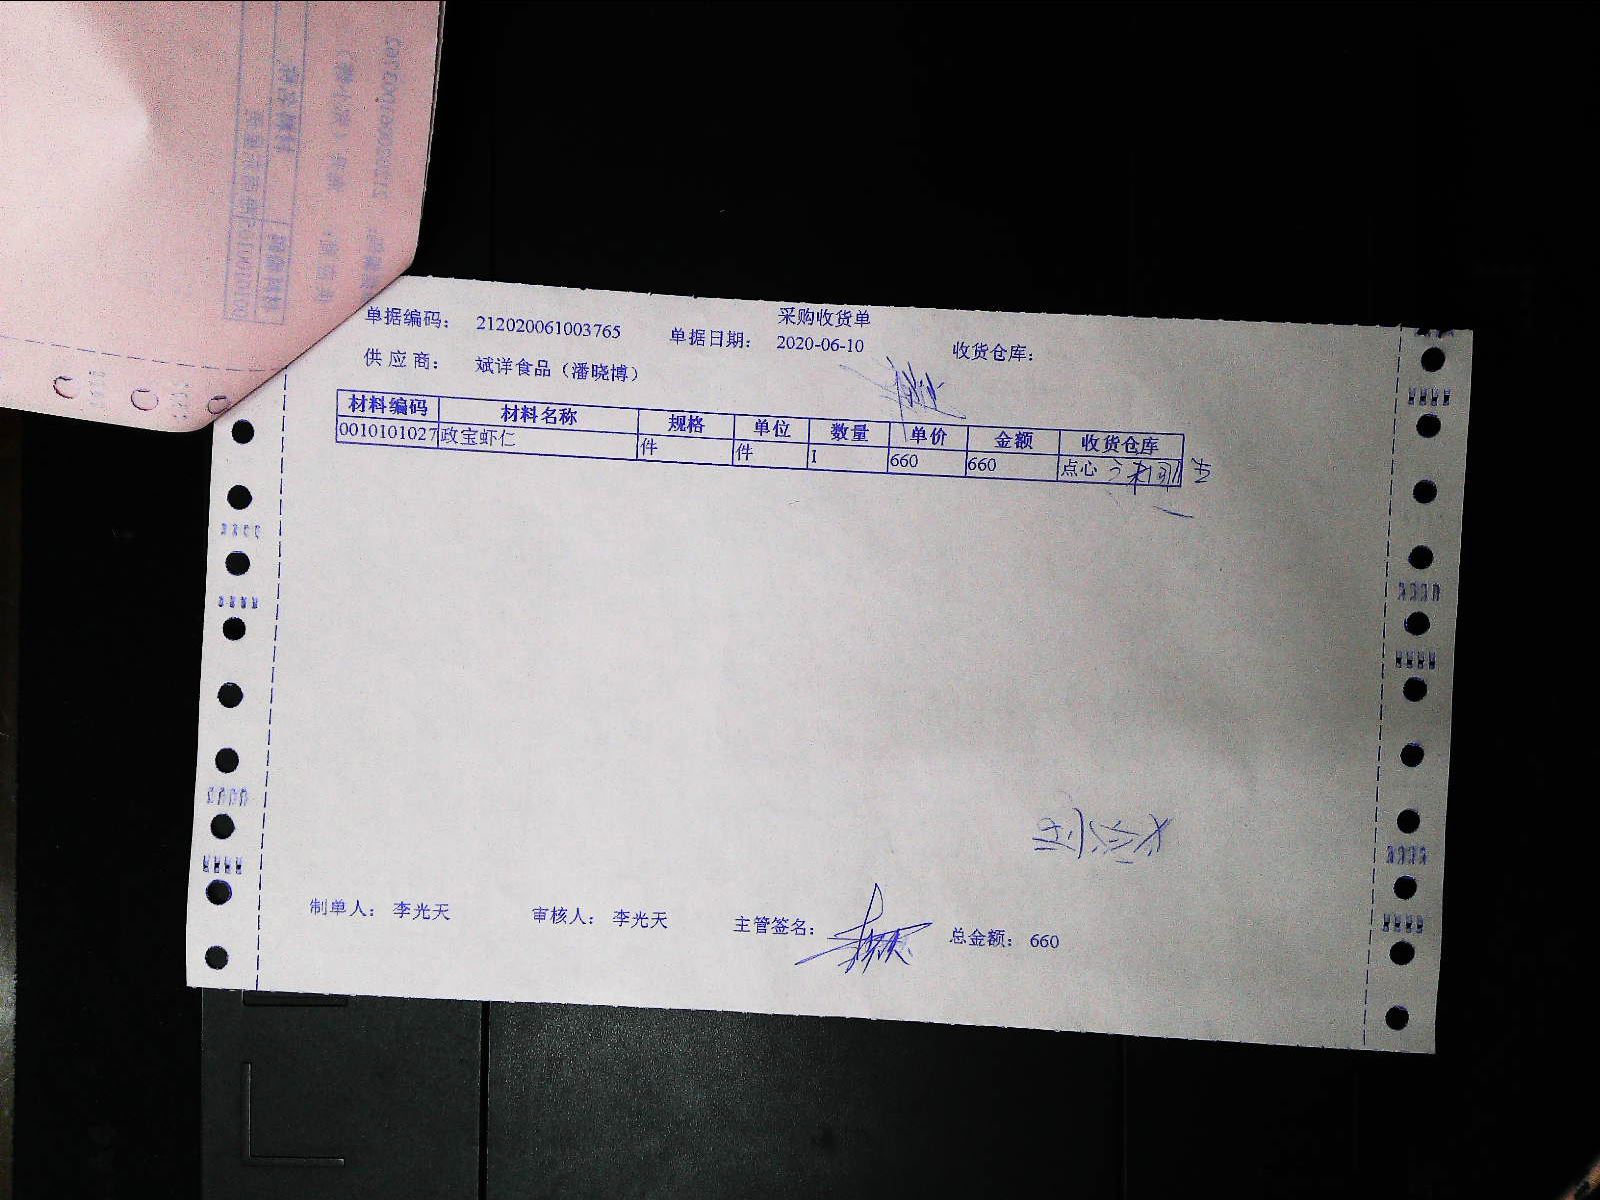 采购收货单
单据编码： 212020061003765 单据日期： 2020-06-10 收货仓库：
供应商： 斌详食品（潘晓博）
材料编码 材料名称 规格 单位 数量 单价 金额 收货仓库
0010101027 政宝虾仁 件 件 1 660 660 点心
制单人： 李光天 审核人： 李光天 主管签名： 总金额： 660